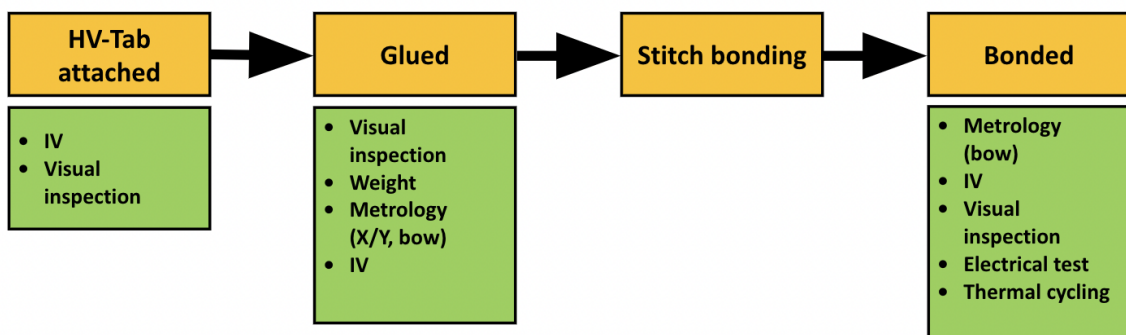 HV-Tab
attached
Glued
Stitch bonding
Bonded
• IV
• Visual
inspection
• Visual
inspection
• Weight
• Metrology
(X/Y, bow)
• IV
• Metrology
(bow)
• IV
• Visual
inspection
• Electrical test
• Thermal cycling